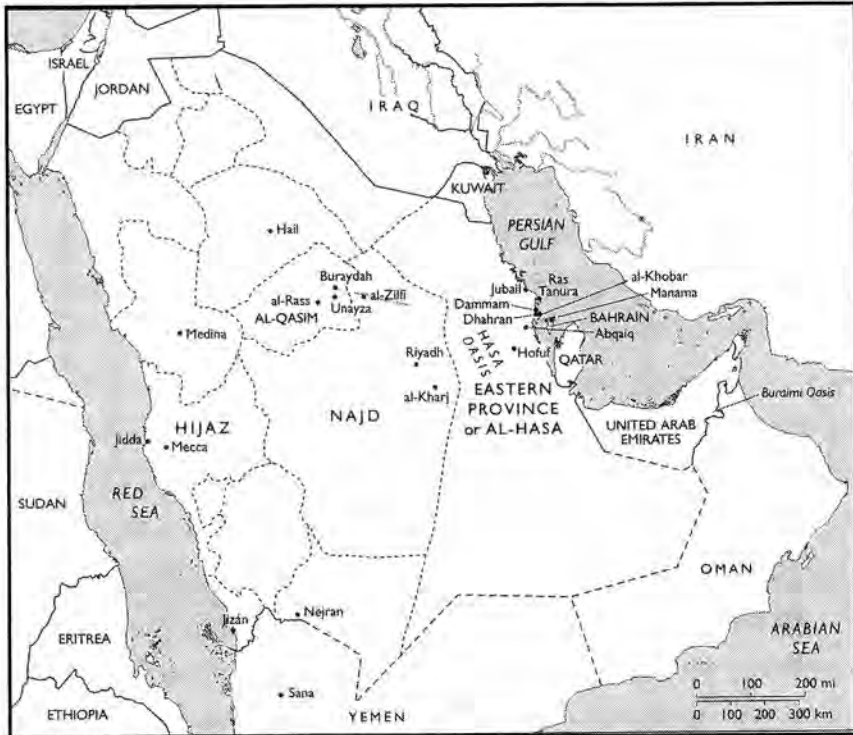 ISRAEL
JORDAN
EGYPT
IRAQ
IRAN
KUWAIT
PERSIAN
GULF
Hail
Buraydah
al-Rass
al-Zilfi
Unayza
AL-QASIM
Jubail
Ras
Tanura
al-Khobar
Manama
Dammam
Dhahran
BAHRAIN
Abqaiq
Medina
HASA
OASIS
Hofuf
QATAR
Riyadh
al-Kharj
EASTERN
PROVINCE
or AL-HASA
UNITED ARAB
EMIRATES
Buraimi Oasis
HIJAZ
NAJD
Jidda
Mecca
SUDAN
RED
SEA
OMAN
Jizán
Nejran
ERITREA
ARABIAN
SEA
Sana
YEMEN
ETHIOPIA
0 100 200 mi
0 100 200 300 km